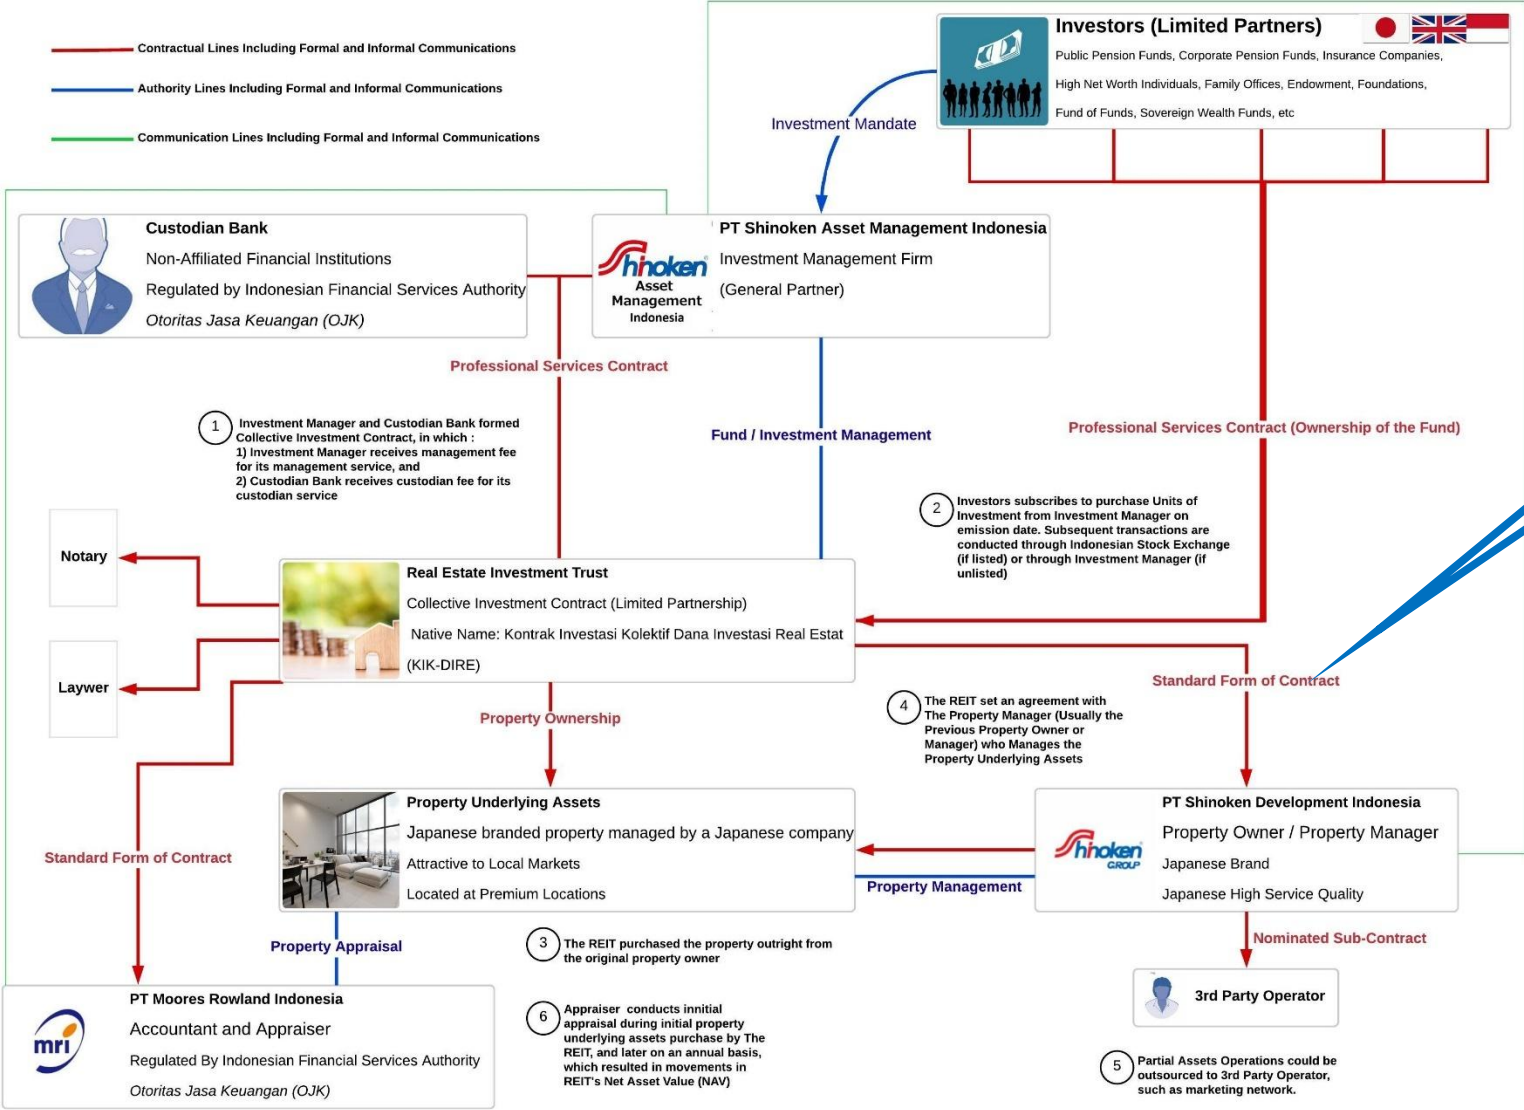 Contractual Lines Including Formal and Informal Communications
Authority Lines Including Formal and Informal Communications
Communication Lines Including Formal and Informal Communications
Investors (Limited Partners)
Public Pension Funds, Corporate Pension Funds, Insurance Companies,
High Net Worth Individuals, Family Offices, Endowment, Foundations,
Fund of Funds, Sovereign Wealth Funds, etc
Investment Mandate
Custodian Bank
Non-Affiliated Financial Institutions
Regulated by Indonesian Financial Services Authority
Otoritas Jasa Keuangan (OJK)
Shinoken
Asset
Management
Indonesia
PT Shinoken Asset Management Indonesia
Investment Management Firm
(General Partner)
Professional Services Contract
1
Investment Manager and Custodian Bank formed
Collective Investment Contract, in which :
1) Investment Manager receives management fee
for its management service, and
2) Custodian Bank receives custodian fee for its
custodian service
Fund / Investment Management
Professional Services Contract (Ownership of the Fund)
2
Investors subscribes to purchase Units of
Investment from Investment Manager on
emission date. Subsequent transactions are
conducted through Indonesian Stock Exchange
(if listed) or through Investment Manager (if
unlisted)
Notary
Laywer
Real Estate Investment Trust
Collective Investment Contract (Limited Partnership)
Native Name: Kontrak Investasi Kolektif Dana Investasi Real Estat
(KIK-DIRE)
Property Ownership
Standard Form of Contract
4
The REIT set an agreement with
The Property Manager (Usually the
Previous Property Owner or
Manager) who Manages the
Property Underlying Assets
Property Underlying Assets
Japanese branded property managed by a Japanese company
Attractive to Local Markets
Located at Premium Locations
Shinoken
GROUP
PT Shinoken Development Indonesia
Property Owner / Property Manager
Japanese Brand
Japanese High Service Quality
Standard Form of Contract
Property Management
Property Appraisal
3
The REIT purchased the property outright from
the original property owner
Nominated Sub-Contract
3rd Party Operator
mri
PT Moores Rowland Indonesia
Accountant and Appraiser
Regulated By Indonesian Financial Services Authority
Otoritas Jasa Keuangan (OJK)
6
Appraiser conducts innitial
appraisal during initial property
underlying assets purchase by The
REIT, and later on an annual basis,
which resulted in movements in
REIT's Net Asset Value (NAV)
5
Partial Assets Operations could be
outsourced to 3rd Party Operator,
such as marketing network.